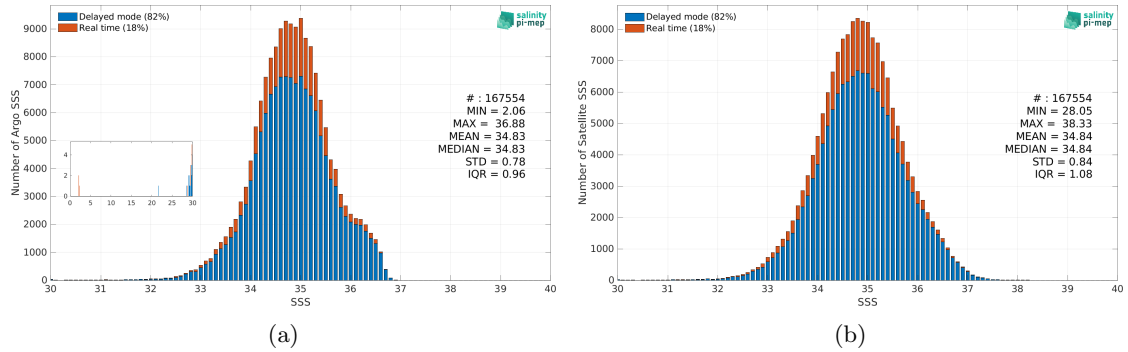 Delayed mode (82%)
Real time (18%)
salinity
pi-mep
Number of Argo SSS
9000
8000
7000
6000
5000
4000
3000
2000
1000
0
# : 167554
MIN = 2.06
MAX = 36.88
MEAN = 34.83
MEDIAN = 34.83
STD = 0.78
IQR = 0.96
4
2
0
0 5 10 15 20 25 30
30 31 32 33 34 35 36 37 38 39 40
SSS
(a)
Delayed mode (82%)
Real time (18%)
salinity
pi-mep
Number of Satellite SSS
8000
7000
6000
5000
4000
3000
2000
1000
0
# : 167554
MIN = 28.05
MAX = 38.33
MEAN = 34.84
MEDIAN = 34.84
STD = 0.84
IQR = 1.08
30 31 32 33 34 35 36 37 38 39 40
SSS
(b)